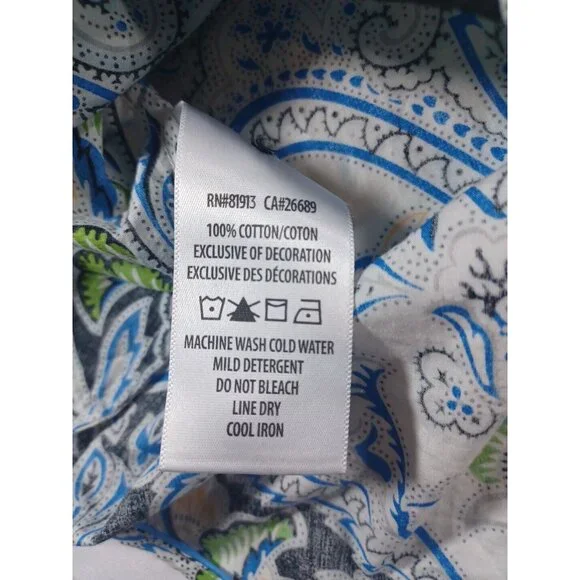 RN#81913 CA#26689
100% COTTON/COTON
EXCLUSIVE OF DECORATION
EXCLUSIVE DES DÉCORATIONS
MACHINE WASH COLD WATER
MILD DETERGENT
DO NOT BLEACH
LINE DRY
COOL IRON